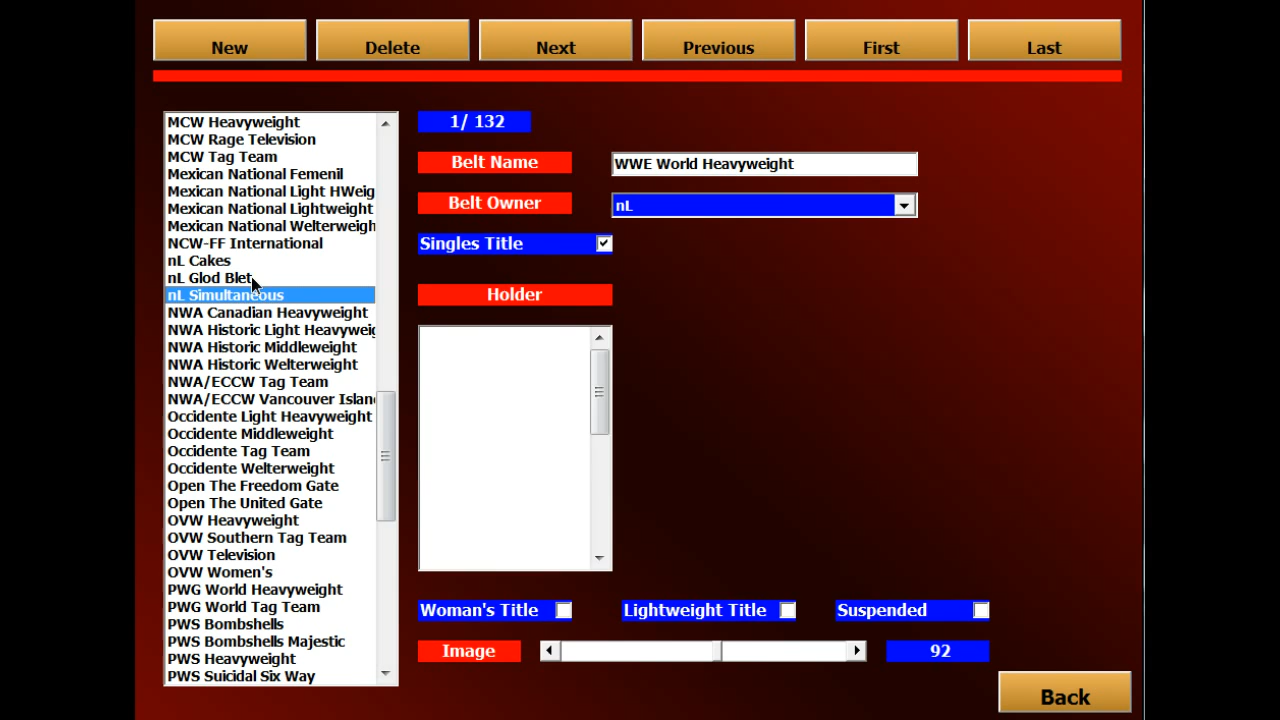 New
Delete
Next
Previous
First
Last
MCW Heavyweight
MCW Rage Television
MCW Tag Team
Mexican National Femenil
Mexican National Light HWeig
Mexican National Lightweight
Mexican National Welterweigh
NCW-FF International
nL Cakes
nL Glod Blet
nL Simultaneous
NWA Canadian Heavyweight
NWA Historic Light Heavyweig
NWA Historic Middleweight
NWA Historic Welterweight
NWA/ECCW Tag Team
NWA/ECCW Vancouver Islan
Occidente Light Heavyweight
Occidente Middleweight
Occidente Tag Team
Occidente Welterweight
Open The Freedom Gate
Open The United Gate
OVW Heavyweight
OVW Southern Tag Team
OVW Television
OVW Women's
PWG World Heavyweight
PWG World Tag Team
PWS Bombshells
PWS Bombshells Majestic
PWS Heavyweight
PWS Suicidal Six Way
1/ 132
Belt Name
WWE World Heavyweight
Belt Owner
nL
Singles Title
Holder
Woman's Title
Lightweight Title
Suspended
Image
92
Back